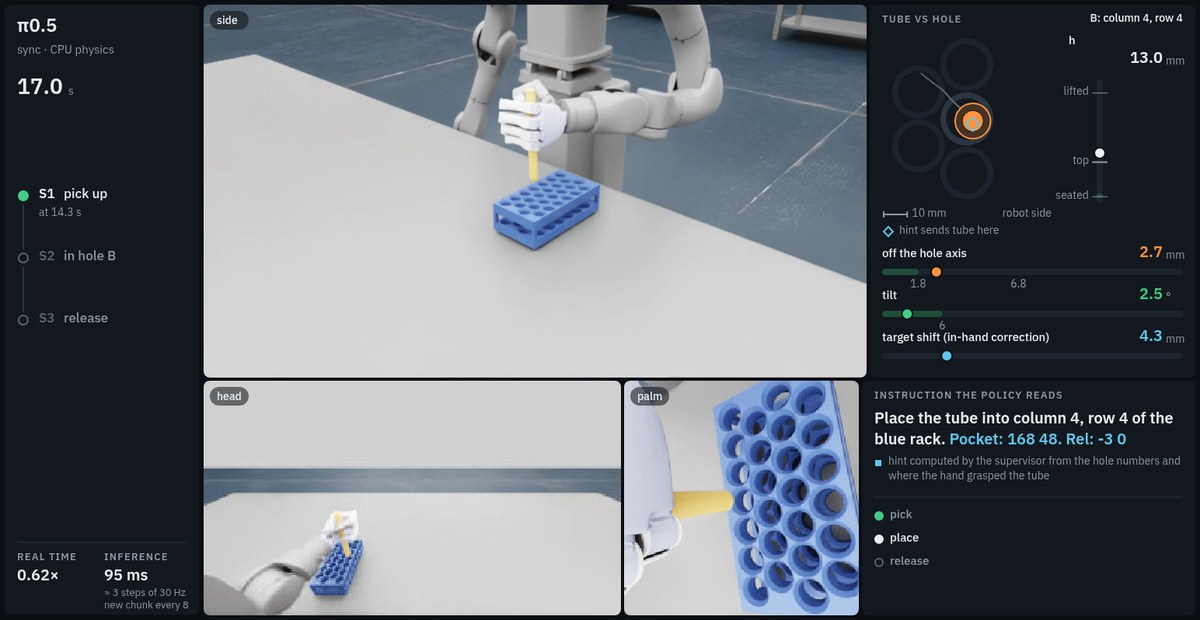 π0.5
sync · CPU physics
17.0 s
S1 pick up
at 14.3 s
S2 in hole B
S3 release
REAL TIME
0.62×
INFERENCE
95 ms
≈ 3 steps of 30 Hz
new chunk every 8
side
head
palm
TUBE VS HOLE
B: column 4, row 4
h
13.0 mm
lifted
top
seated
10 mm
robot side
hint sends tube here
off the hole axis
2.7 mm
1.8
6.8
tilt
2.5 °
6
target shift (in-hand correction)
4.3 mm
INSTRUCTION THE POLICY READS
Place the tube into column 4, row 4 of the
blue rack. Pocket: 168 48. Rel: -3 0
hint computed by the supervisor from the hole numbers and
where the hand grasped the tube
pick
place
release